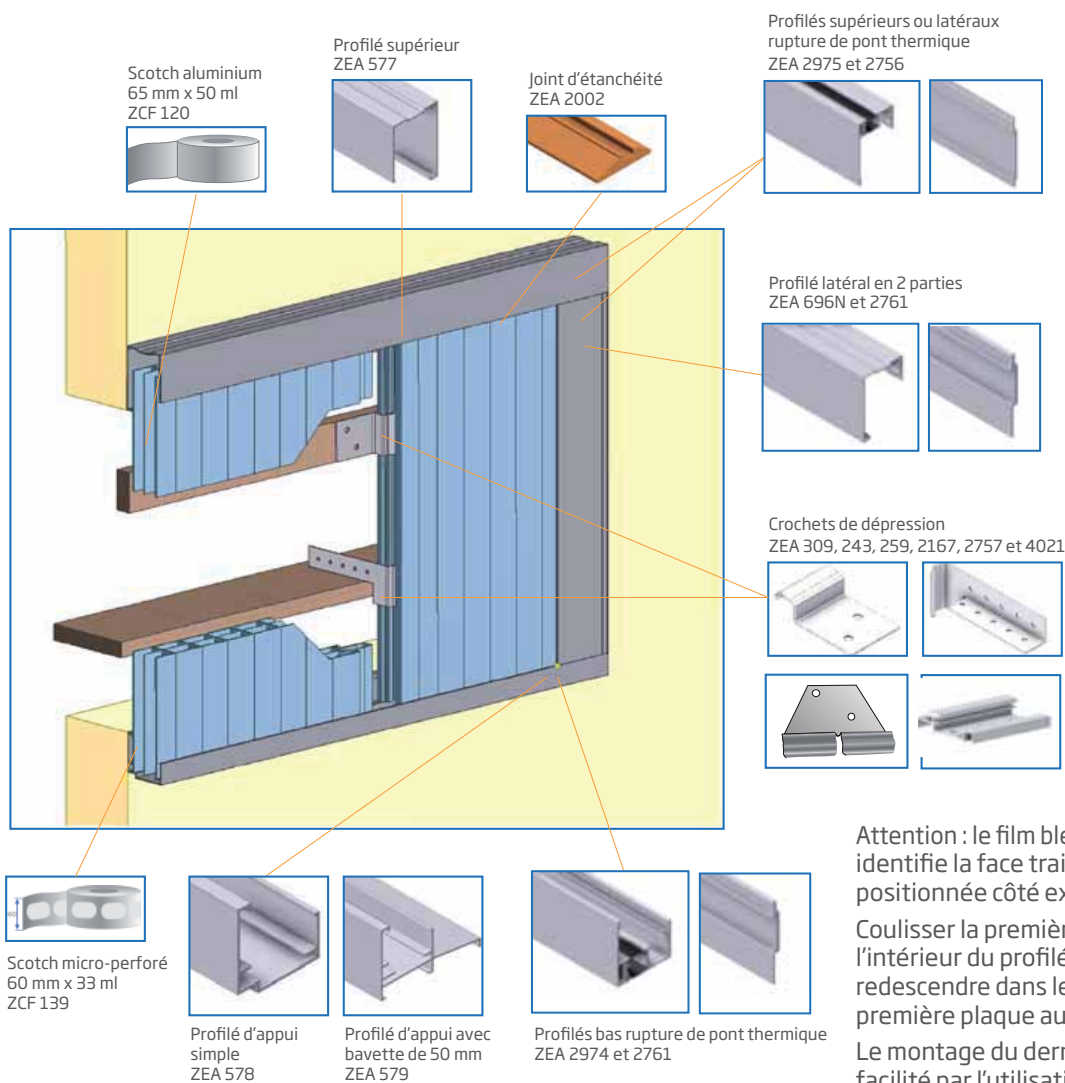 Scotch aluminium
65 mm x 50 ml
ZCF 120
Profilé supérieur
ZEA 577
Joint d'étanchéité
ZEA 2002
Profilés supérieurs ou latéraux
rupture de pont thermique
ZEA 2975 et 2756
Profilé latéral en 2 parties
ZEA 696N et 2761
Crochets de dépression
ZEA 309, 243, 259, 2167, 2757 et 4021
Scotch micro-perforé
60 mm x 33 ml
ZCF 139
Profilé d'appui
simple
ZEA 578
Profilé d'appui avec
bavette de 50 mm
ZEA 579
Profilés bas rupture de pont thermique
ZEA 2974 et 2761
Attention : le film
identifie la face
positionnée côté
Coulisser la
l'intérieur du profilé
redescendre dans
première plaque
Le montage du
facilité par